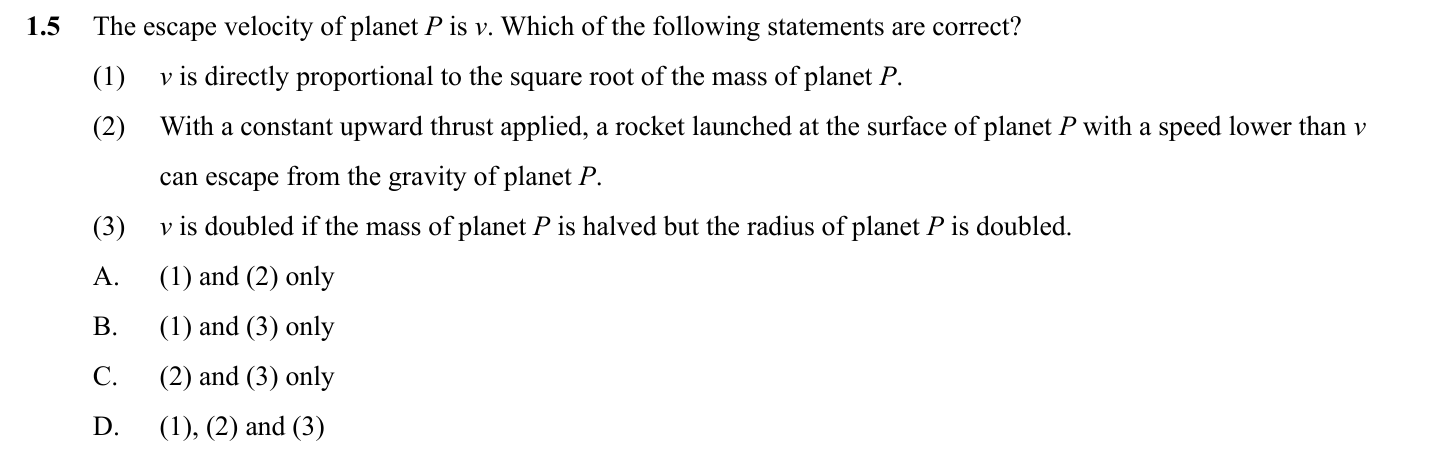 1.5 The escape velocity of planet P is v. Which of the following statements are correct?
(1) v is directly proportional to the square root of the mass of planet P.
(2) With a constant upward thrust applied, a rocket launched at the surface of planet P with a speed lower than v
can escape from the gravity of planet P.
(3) v is doubled if the mass of planet P is halved but the radius of planet P is doubled.
A. (1) and (2) only
B. (1) and (3) only
C. (2) and (3) only
D. (1), (2) and (3)